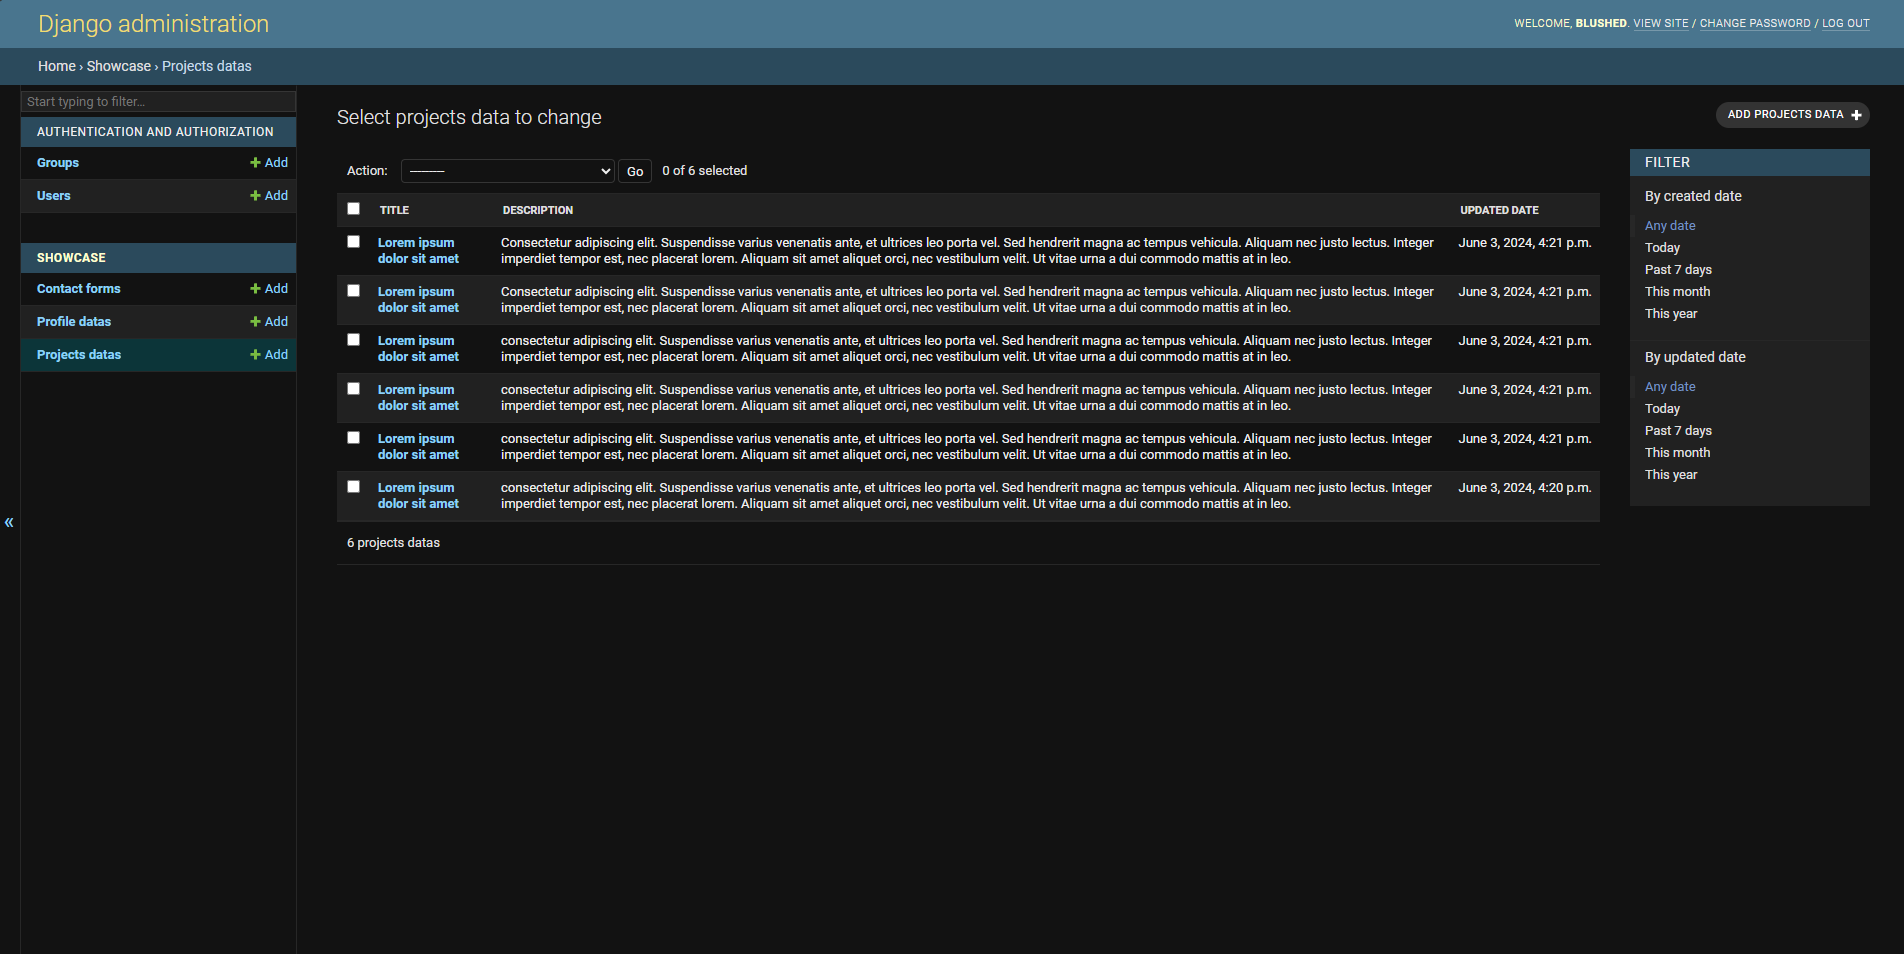 Django administration
WELCOME, BLUSHED. VIEW SITE / CHANGE PASSWORD / LOG OUT
Home › Showcase › Projects datas
Start typing to filter...
AUTHENTICATION AND AUTHORIZATION
Groups + Add
Users + Add
SHOWCASE
Contact forms + Add
Profile datas + Add
Projects datas + Add
«
Select projects data to change
ADD PROJECTS DATA +
Action: --------- Go 0 of 6 selected
TITLE DESCRIPTION UPDATED DATE
Lorem ipsum
dolor sit amet
Consectetur adipiscing elit. Suspendisse varius venenatis ante, et ultrices leo porta vel. Sed hendrerit magna ac tempus vehicula. Aliquam nec justo lectus. Integer
imperdiet tempor est, nec placerat lorem. Aliquam sit amet aliquet orci, nec vestibulum velit. Ut vitae urna a dui commodo mattis at in leo.
June 3, 2024, 4:21 p.m.
Lorem ipsum
dolor sit amet
Consectetur adipiscing elit. Suspendisse varius venenatis ante, et ultrices leo porta vel. Sed hendrerit magna ac tempus vehicula. Aliquam nec justo lectus. Integer
imperdiet tempor est, nec placerat lorem. Aliquam sit amet aliquet orci, nec vestibulum velit. Ut vitae urna a dui commodo mattis at in leo.
June 3, 2024, 4:21 p.m.
Lorem ipsum
dolor sit amet
consectetur adipiscing elit. Suspendisse varius venenatis ante, et ultrices leo porta vel. Sed hendrerit magna ac tempus vehicula. Aliquam nec justo lectus. Integer
imperdiet tempor est, nec placerat lorem. Aliquam sit amet aliquet orci, nec vestibulum velit. Ut vitae urna a dui commodo mattis at in leo.
June 3, 2024, 4:21 p.m.
Lorem ipsum
dolor sit amet
consectetur adipiscing elit. Suspendisse varius venenatis ante, et ultrices leo porta vel. Sed hendrerit magna ac tempus vehicula. Aliquam nec justo lectus. Integer
imperdiet tempor est, nec placerat lorem. Aliquam sit amet aliquet orci, nec vestibulum velit. Ut vitae urna a dui commodo mattis at in leo.
June 3, 2024, 4:21 p.m.
Lorem ipsum
dolor sit amet
consectetur adipiscing elit. Suspendisse varius venenatis ante, et ultrices leo porta vel. Sed hendrerit magna ac tempus vehicula. Aliquam nec justo lectus. Integer
imperdiet tempor est, nec placerat lorem. Aliquam sit amet aliquet orci, nec vestibulum velit. Ut vitae urna a dui commodo mattis at in leo.
June 3, 2024, 4:21 p.m.
Lorem ipsum
dolor sit amet
consectetur adipiscing elit. Suspendisse varius venenatis ante, et ultrices leo porta vel. Sed hendrerit magna ac tempus vehicula. Aliquam nec justo lectus. Integer
imperdiet tempor est, nec placerat lorem. Aliquam sit amet aliquet orci, nec vestibulum velit. Ut vitae urna a dui commodo mattis at in leo.
June 3, 2024, 4:20 p.m.
6 projects datas
FILTER
By created date
Any date
Today
Past 7 days
This month
This year
By updated date
Any date
Today
Past 7 days
This month
This year